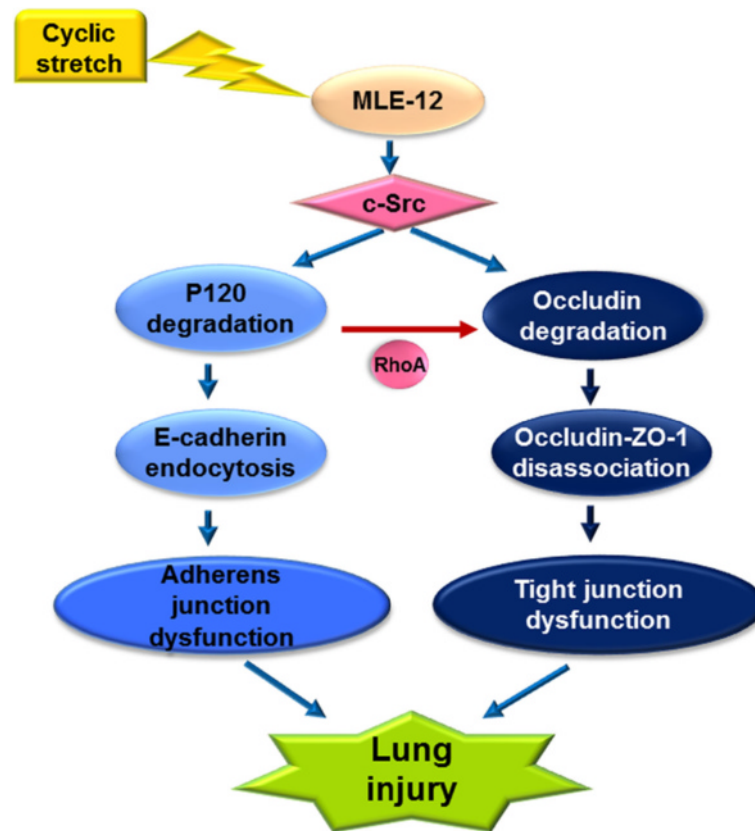 Cyclic
stretch
MLE-12
c-Src
P120
degradation
Occludin
degradation
RhoA
E-cadherin
endocytosis
Occludin-ZO-1
disassociation
Adherens
junction
dysfunction
Tight junction
dysfunction
Lung
injury